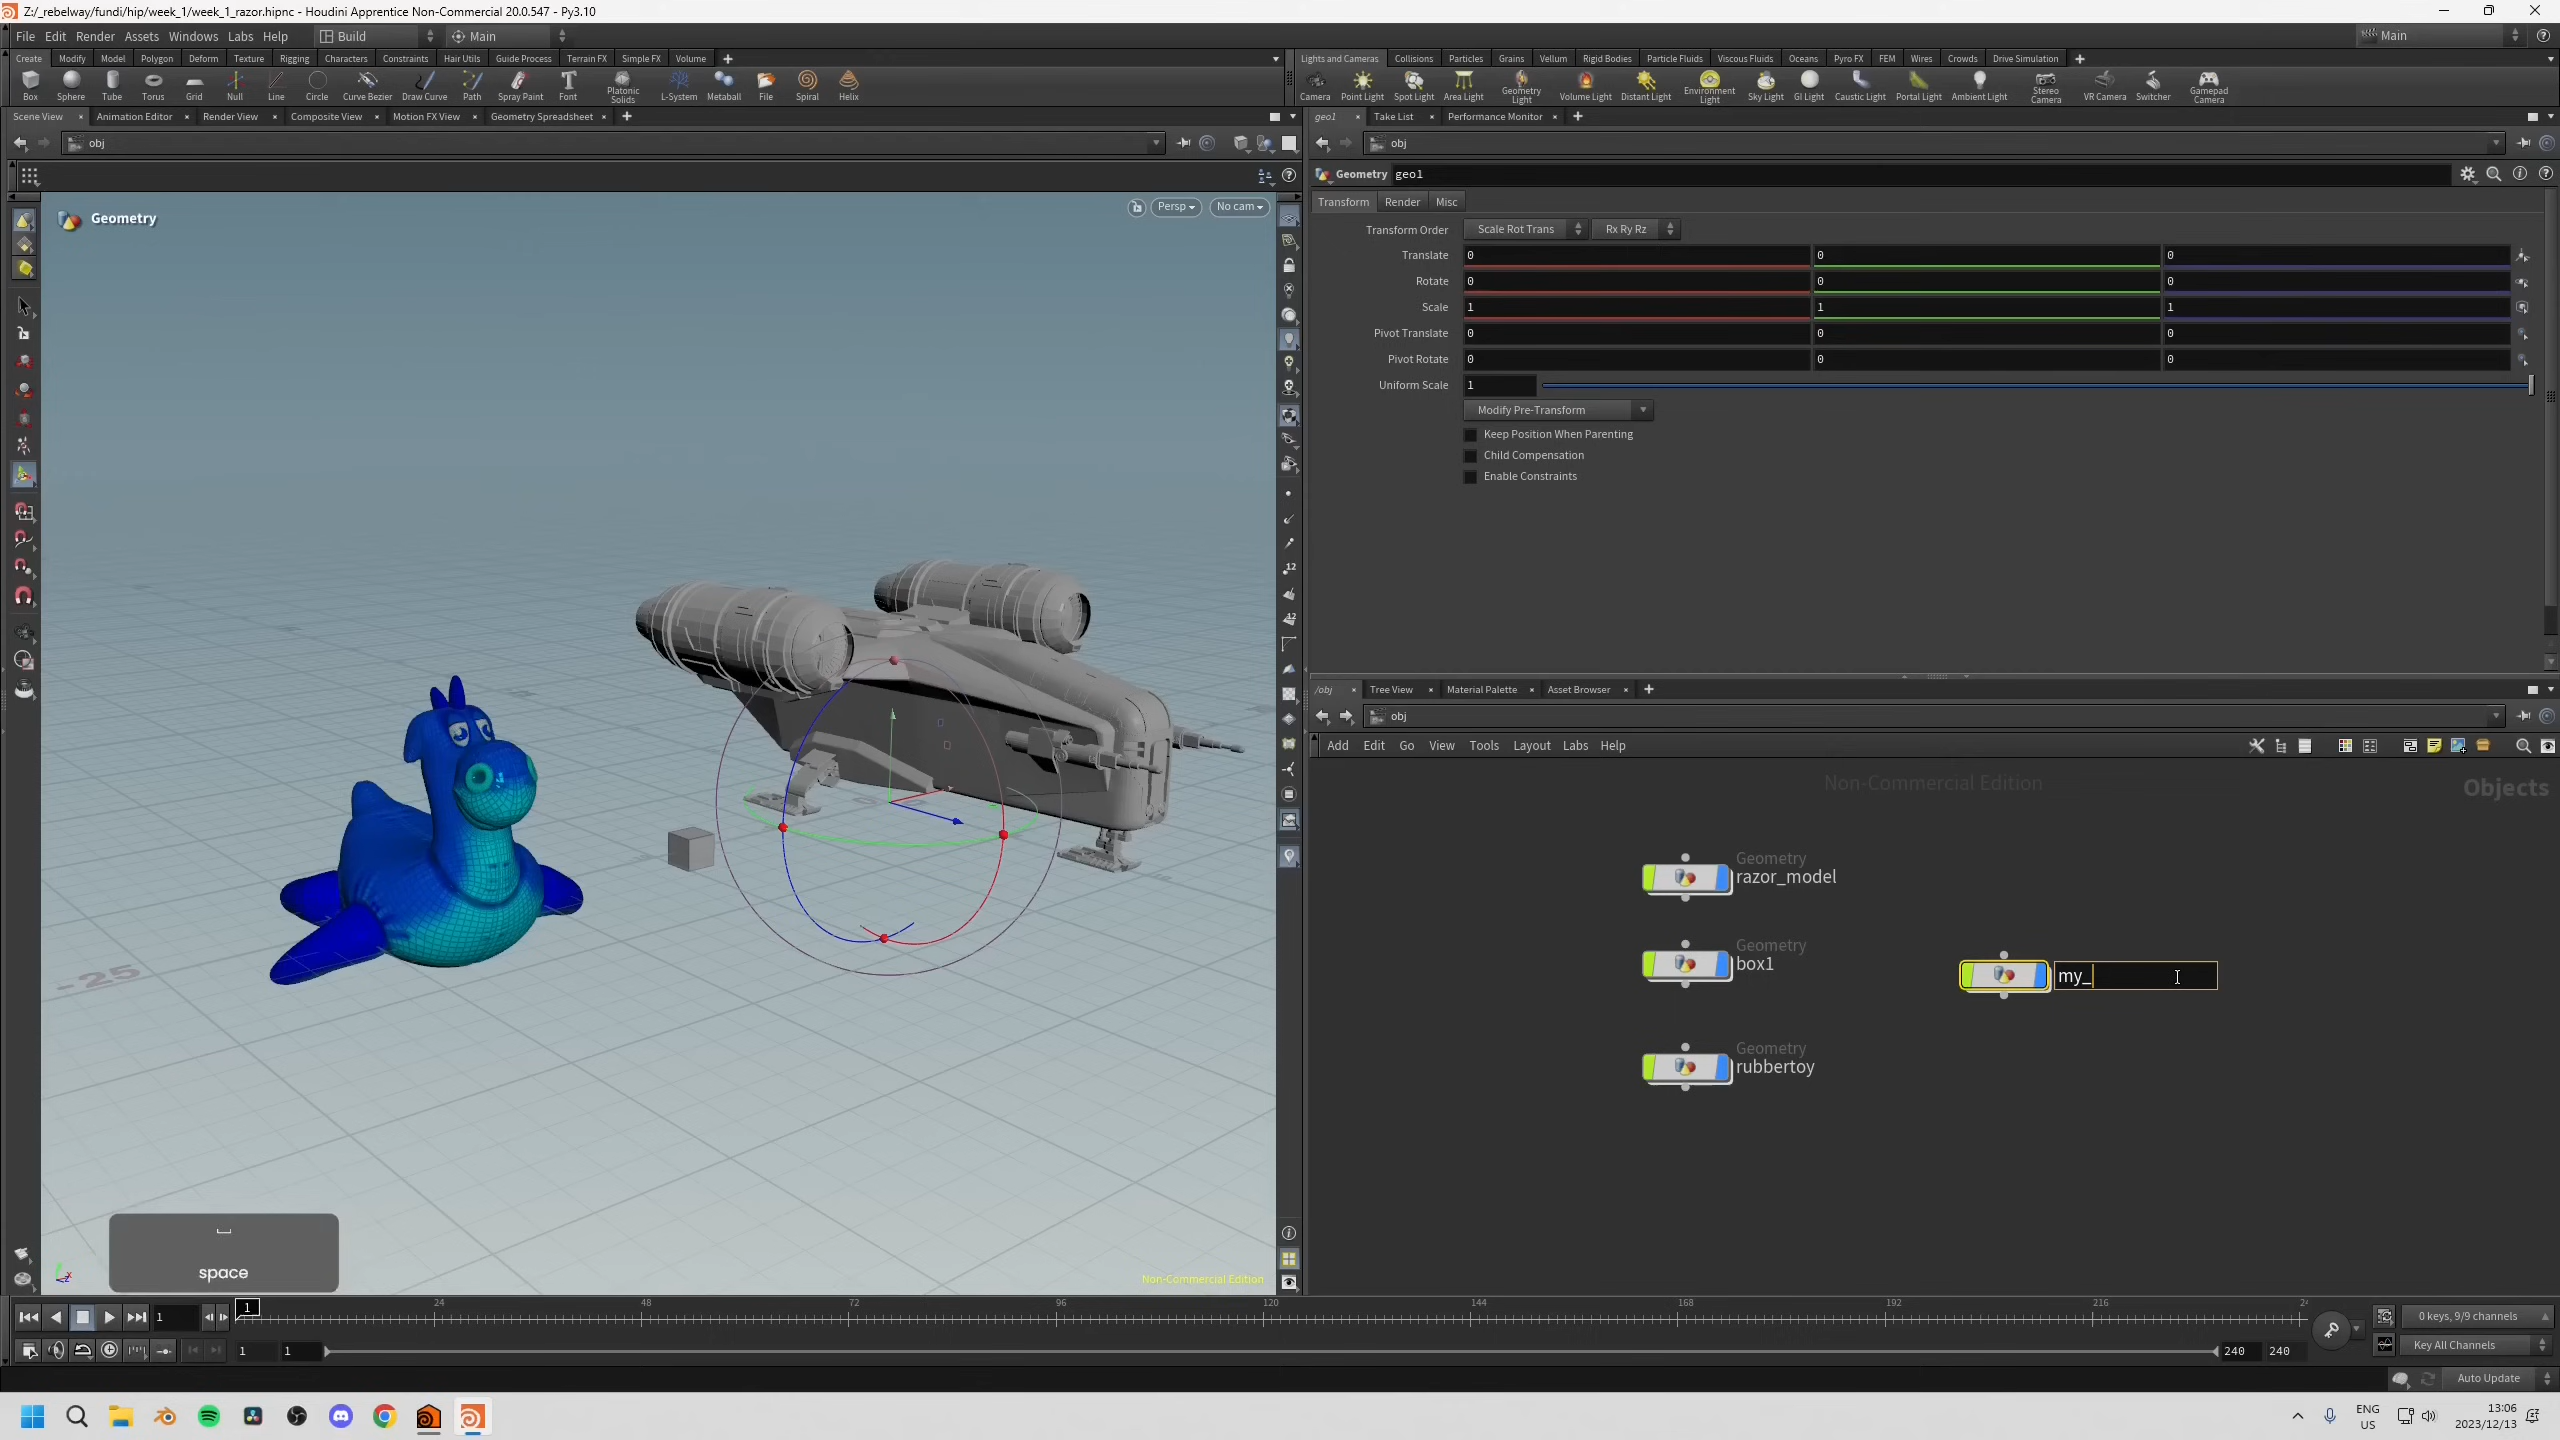 Z:/_rebelway/fundi/hip/week_1/week_1_razor.hipnc - Houdini Apprentice Non-Commercial 20.0.547 - Py3.10
File Edit Render Assets Windows Labs Help Build Main Main
Create Modify Model Polygon Deform Texture Rigging Characters Constraints Hair Utils Guide Process Terrain FX Simple FX Volume
Lights and Cameras Collisions Particles Grains Vellum Rigid Bodies Particle Fluids Viscous Fluids Oceans Pyro FX FEM Wires Crowds Drive Simulation
Box Sphere Tube Torus Grid Null Line Circle Curve Bezier Draw Curve Path Spray Paint Font Platonic Solids L-System Metaball File Spiral Helix
Camera Point Light Spot Light Area Light Geometry Light Volume Light Distant Light Environment Light Sky Light GI Light Caustic Light Portal Light Ambient Light Stereo Camera VR Camera Switcher Gamepad Camera
Scene View Animation Editor Render View Composite View Motion FX View Geometry Spreadsheet
geo1 Take List Performance Monitor
obj
obj
Geometry geo1
Transform Render Misc
Geometry
Persp No cam
Transform Order Scale Rot Trans Rx Ry Rz
Translate 0 0 0
Rotate 0 0 0
Scale 1 1 1
Pivot Translate 0 0 0
Pivot Rotate 0 0 0
Uniform Scale 1
Modify Pre-Transform
Keep Position When Parenting
Child Compensation
Enable Constraints
12
12
-25
/obj Tree View Material Palette Asset Browser
obj
Add Edit Go View Tools Layout Labs Help
Non-Commercial Edition
Objects
Geometry
razor_model
Geometry
box1
my_
Geometry
rubbertoy
space
Non-Commercial Edition
1 1 24 48 72 96 120 144 168 192 216
0 keys, 9/9 channels
1 1 240 240 Key All Channels
Auto Update
ENG
US
13:06
2023/12/13